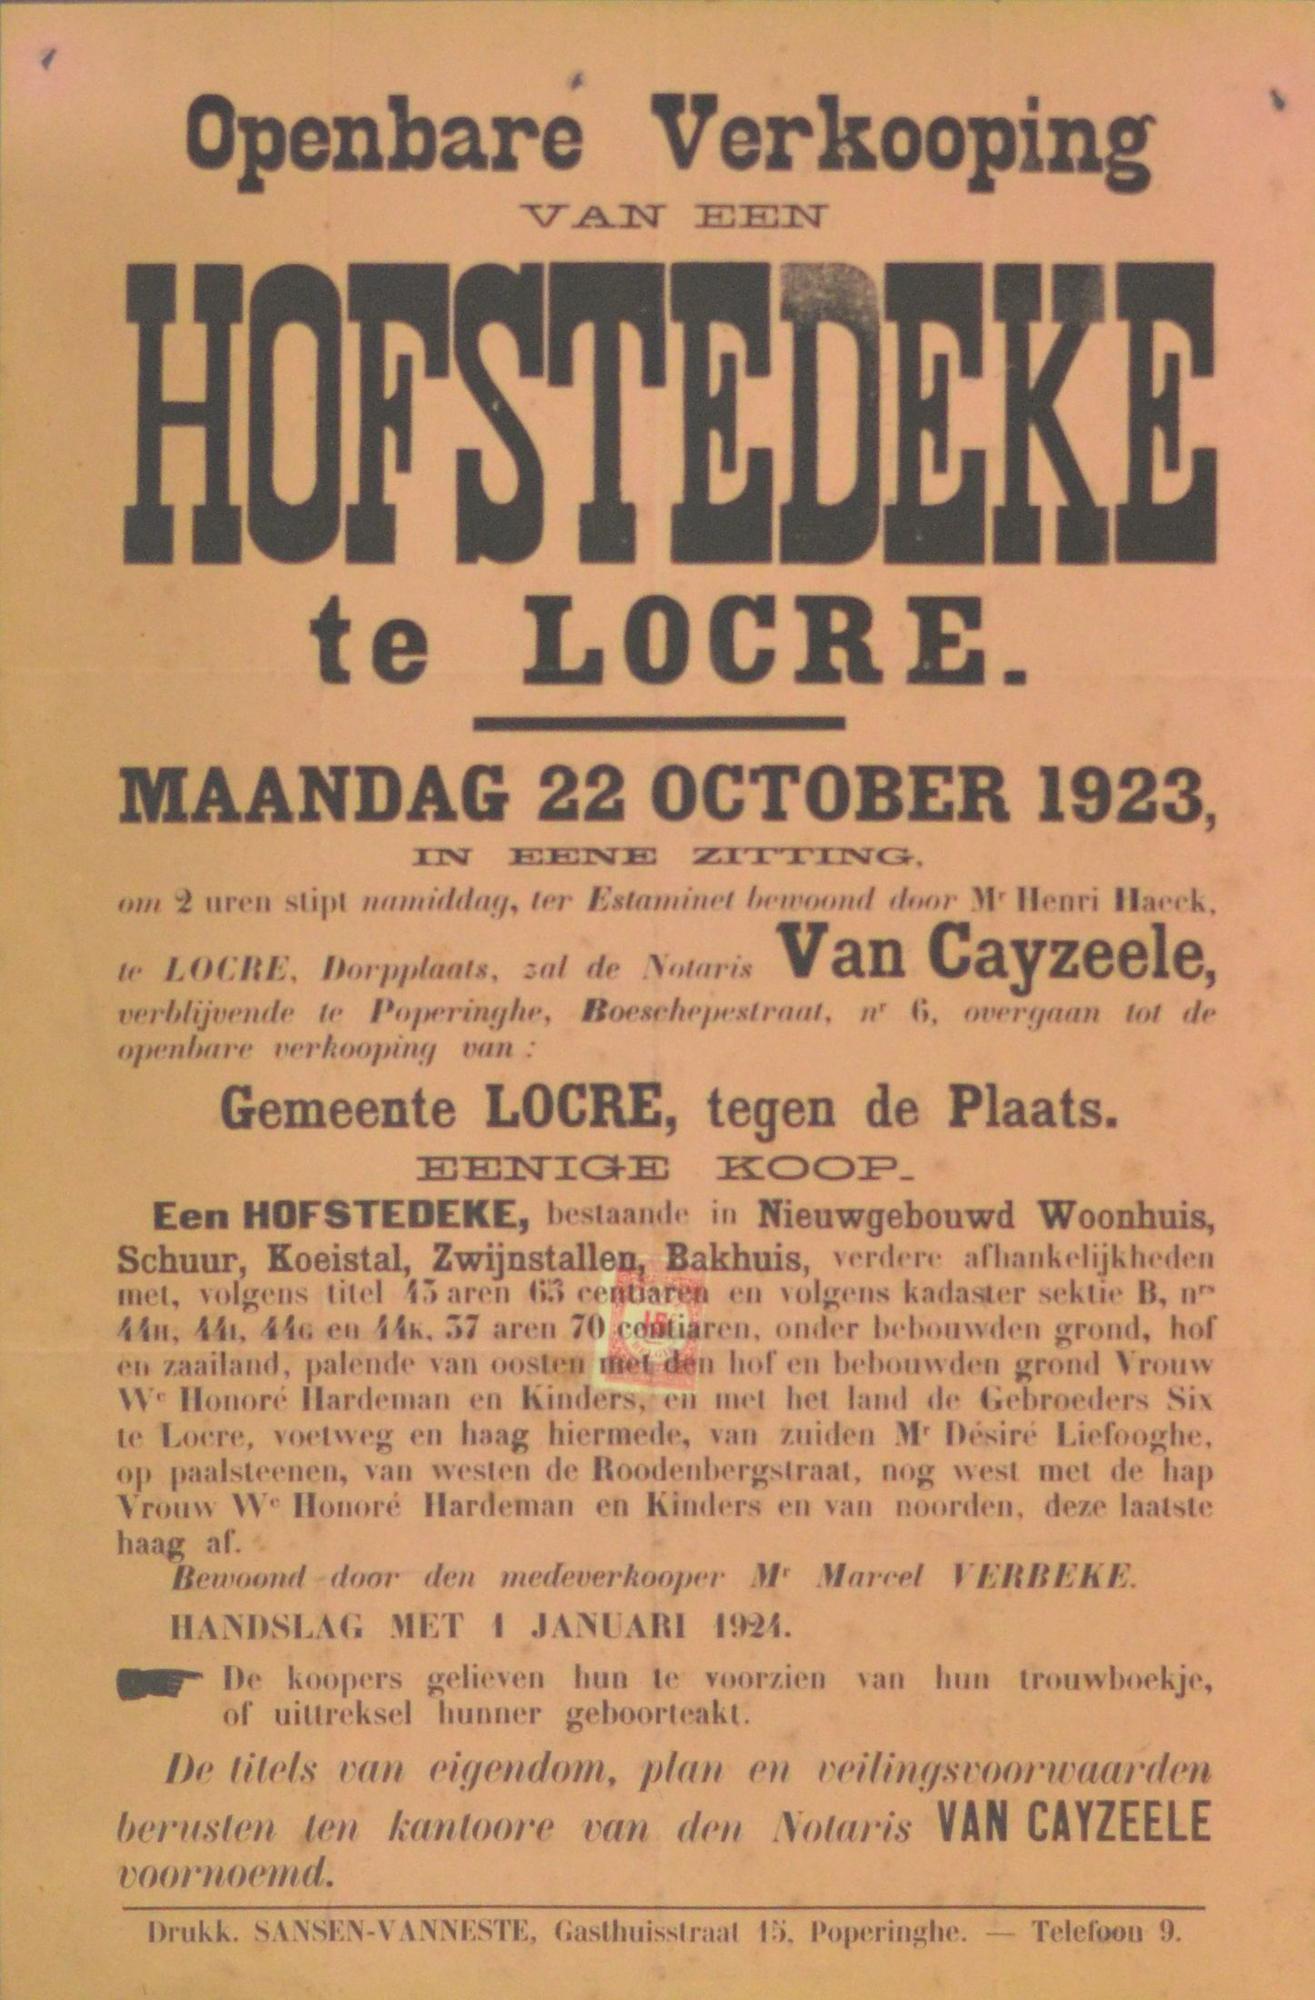 Openbare Verkooping
VAN EEN
HOFSTEDEKE
te LOCRE.
MAANDAG 22 OCTOBER 1923,
IN EENE ZITTING,
om 2 uren stipt namiddag, ter Estaminet bewoond door Mr Henri Haeck,
te LOCRE, Dorpplaats, zal de Notaris Van Cayzeele,
verblijvende te Poperinghe, Boeschepestraat, nr 6, overgaan tot de
openbare verkooping van :
Gemeente LOCRE, tegen de Plaats.
EENIGE KOOP.
Een HOFSTEDEKE, bestaande in Nieuwgebouwd Woonhuis,
Schuur, Koeistal, Zwijnstallen, Bakhuis, verdere afhankelijkheden
met, volgens titel 45 aren 63 centiaren en volgens kadaster sektie B, nrs
44H, 44I, 44G en 44K, 37 aren 70 centiaren, onder bebouwden grond, hof
en zaailand, palende van oosten met den hof en bebouwden grond Vrouw
We Honoré Hardeman en Kinders, en met het land de Gebroeders Six
te Locre, voetweg en haag hiermede, van zuiden Mr Désiré Liefooghe,
op paalsteenen, van westen de Roodenbergstraat, nog west met de hap
Vrouw We Honoré Hardeman en Kinders en van noorden, deze laatste
haag af.
Bewoond door den medeverkooper Mr Marcel VERBEKE.
HANDSLAG MET 1 JANUARI 1924.
De koopers gelieven hun te voorzien van hun trouwboekje,
of uittreksel hunner geboorteakt.
De titels van eigendom, plan en veilingsvoorwaarden
berusten ten kantoore van den Notaris VAN CAYZEELE
voornoemd.
Drukk. SANSEN-VANNESTE, Gasthuisstraat 15, Poperinghe. — Telefoon 9.